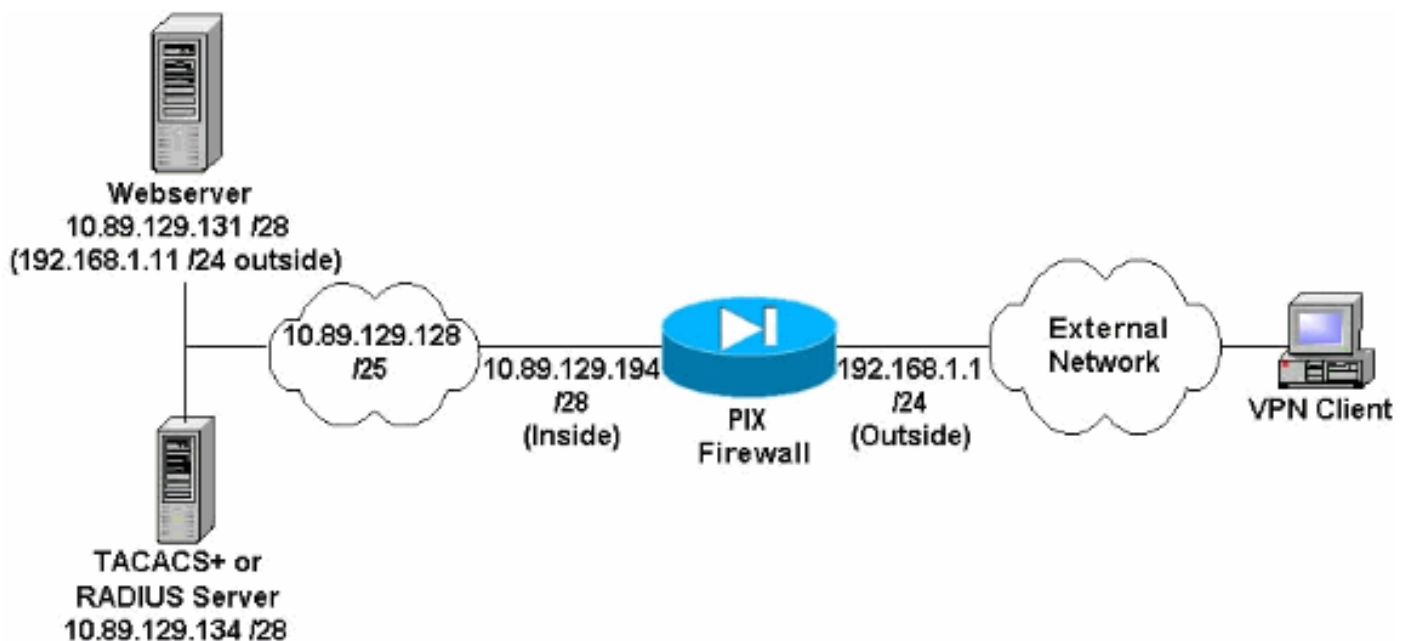 Webserver
10.89.129.131 /28
(192.168.1.11 /24 outside)
10.89.129.128
/25
10.89.129.194
/28
(Inside)
PIX
Firewall
192.168.1.1
/24
(Outside)
External
Network
VPN Client
TACACS+ or
RADIUS Server
10.89.129.134 /28